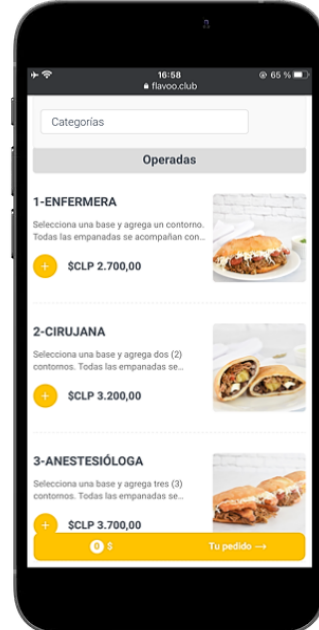 16:58
65 %
flavoo.club
Categorías
Operadas
1-ENFERMERA
Selecciona una base y agrega un contorno.
Todas las empanadas se acompañan con...
+ $CLP 2.700,00
2-CIRUJANA
Selecciona una base y agrega dos (2)
contornos. Todas las empanadas se...
+ $CLP 3.200,00
3-ANESTESIÓLOGA
Selecciona una base y agrega tres (3)
contornos. Todas las empanadas se...
+ $CLP 3.700,00
0 $ Tu pedido →